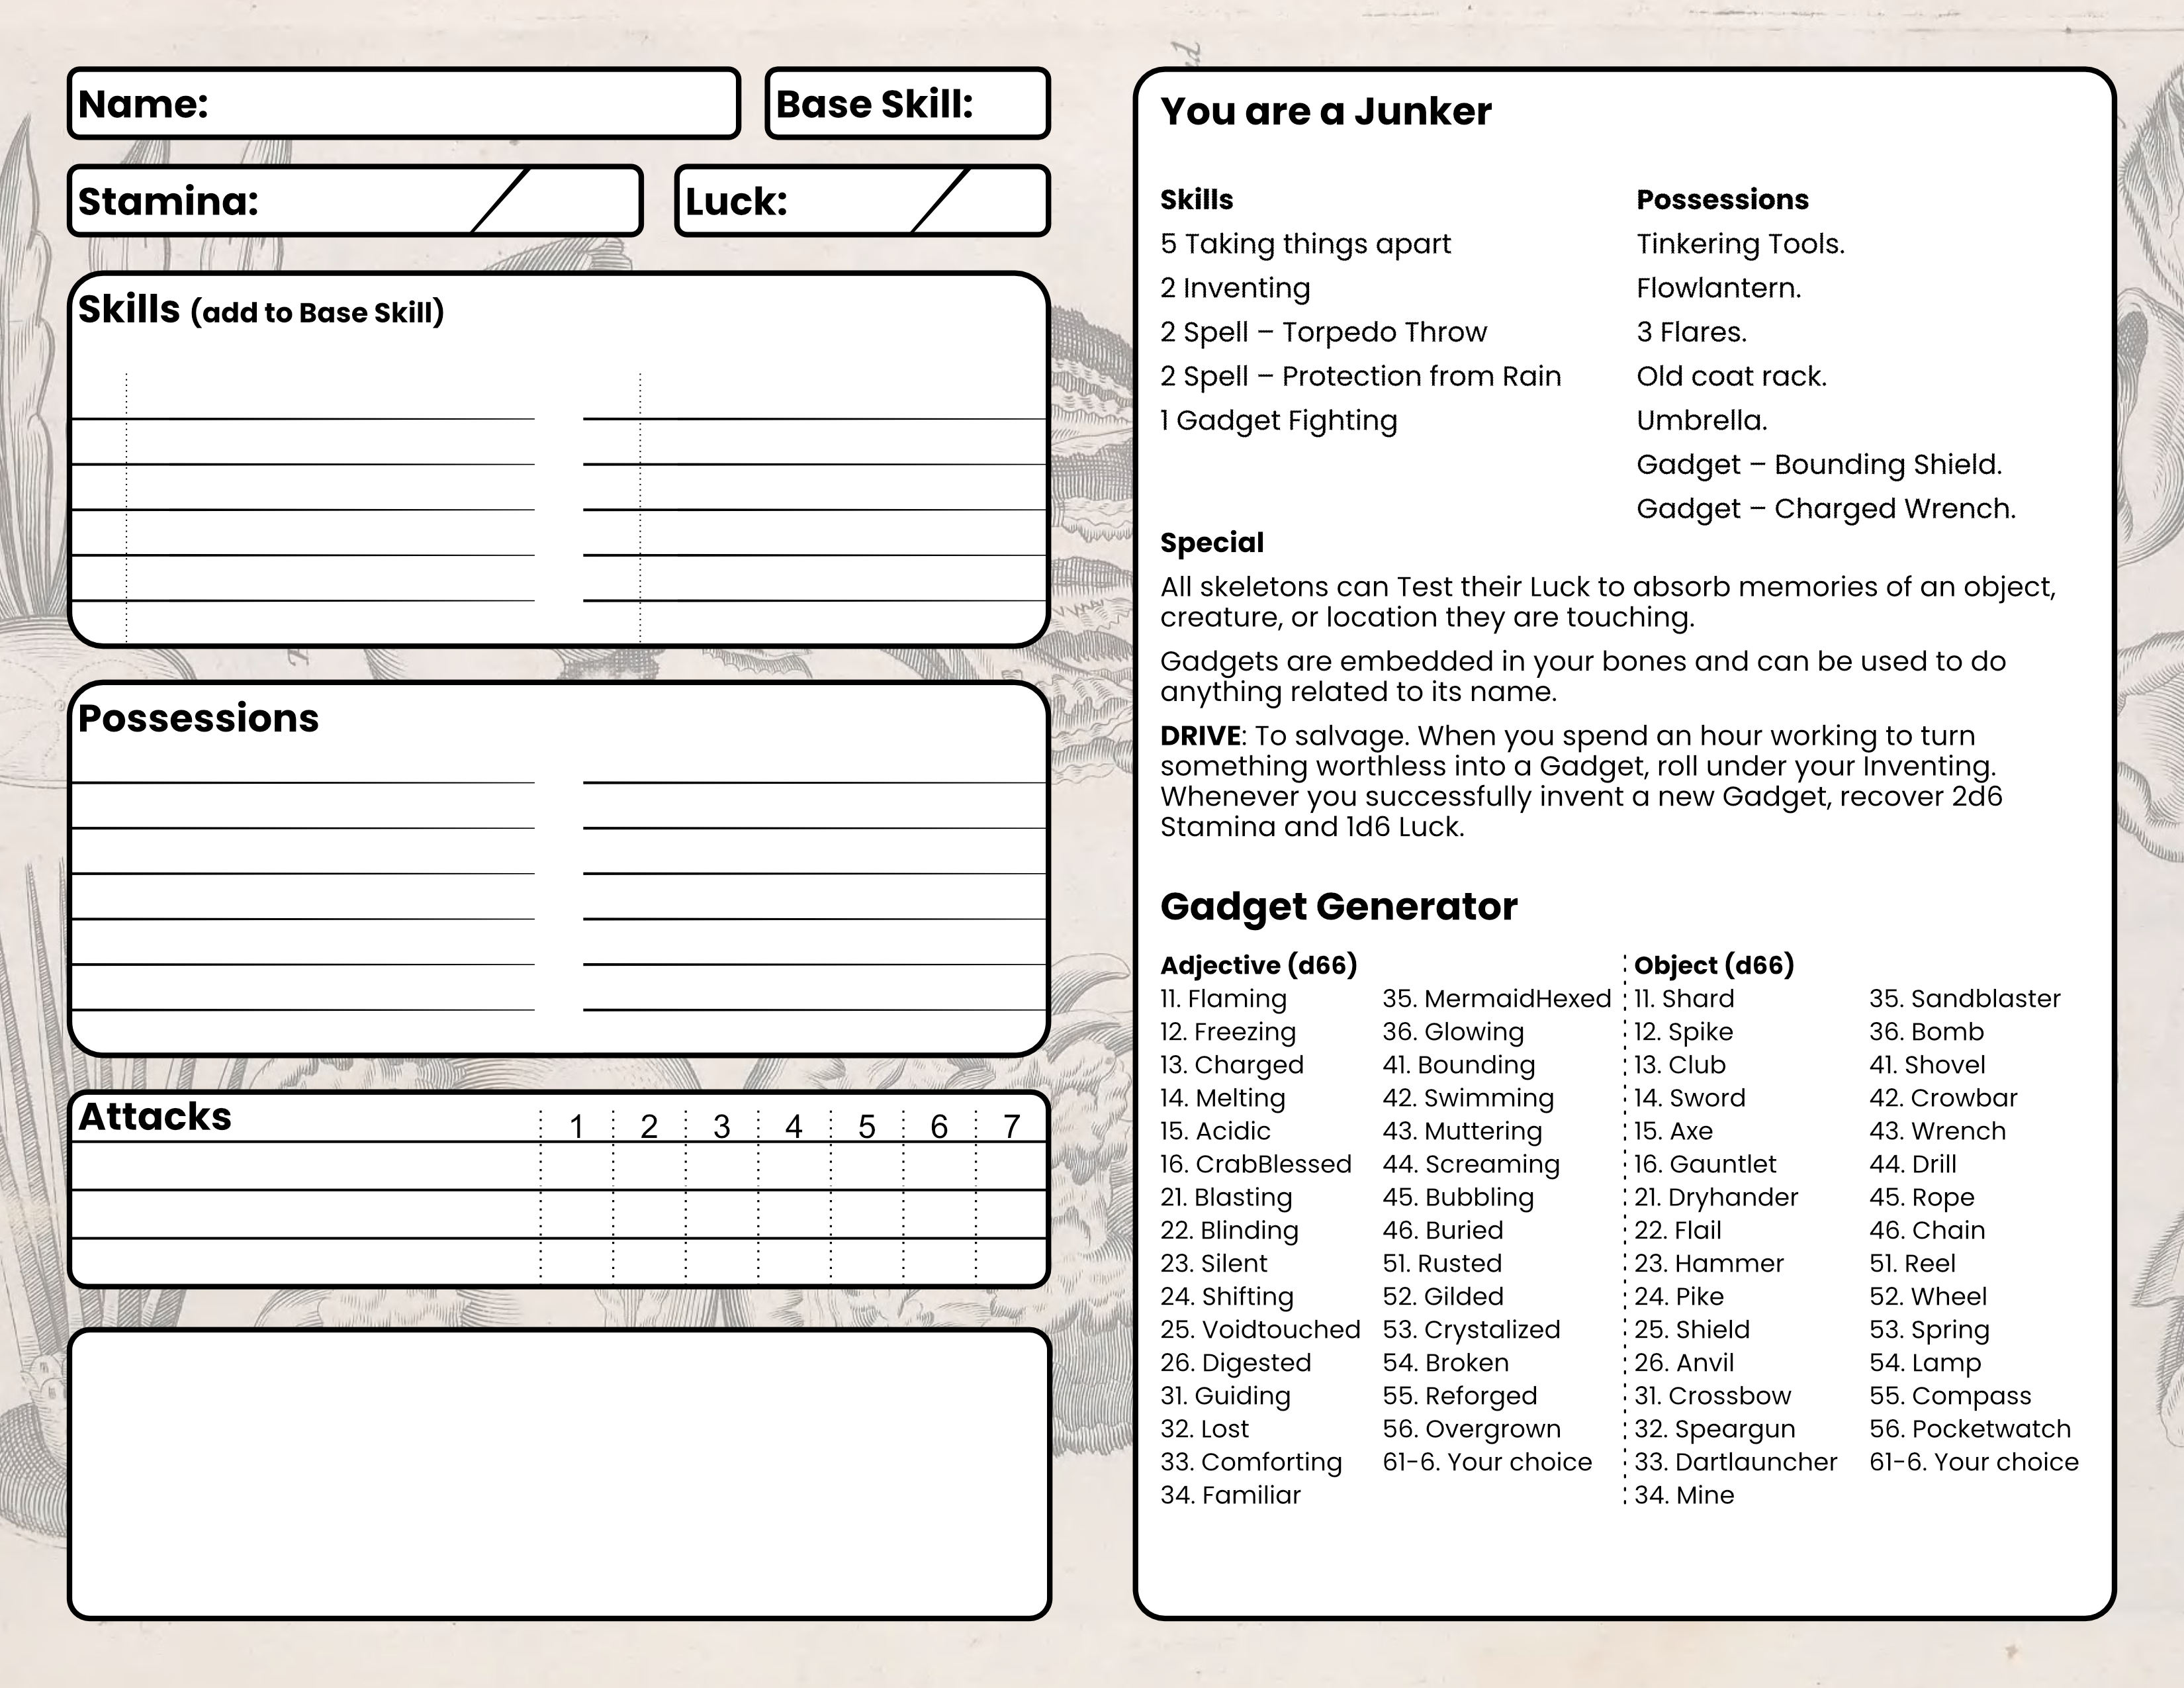 Name:
Base Skill:
Stamina:
Luck:
Skills (add to Base Skill)
Possessions
Attacks 1 2 3 4 5 6 7
You are a Junker
Skills
5 Taking things apart
2 Inventing
2 Spell – Torpedo Throw
2 Spell – Protection from Rain
1 Gadget Fighting
Possessions
Tinkering Tools.
Flowlantern.
3 Flares.
Old coat rack.
Umbrella.
Gadget – Bounding Shield.
Gadget – Charged Wrench.
Special
All skeletons can Test their Luck to absorb memories of an object,
creature, or location they are touching.
Gadgets are embedded in your bones and can be used to do
anything related to its name.
DRIVE: To salvage. When you spend an hour working to turn
something worthless into a Gadget, roll under your Inventing.
Whenever you successfully invent a new Gadget, recover 2d6
Stamina and 1d6 Luck.
Gadget Generator
Adjective (d66)
11. Flaming
12. Freezing
13. Charged
14. Melting
15. Acidic
16. CrabBlessed
21. Blasting
22. Blinding
23. Silent
24. Shifting
25. Voidtouched
26. Digested
31. Guiding
32. Lost
33. Comforting
34. Familiar
35. MermaidHexed
36. Glowing
41. Bounding
42. Swimming
43. Muttering
44. Screaming
45. Bubbling
46. Buried
51. Rusted
52. Gilded
53. Crystalized
54. Broken
55. Reforged
56. Overgrown
61-6. Your choice
Object (d66)
11. Shard
12. Spike
13. Club
14. Sword
15. Axe
16. Gauntlet
21. Dryhander
22. Flail
23. Hammer
24. Pike
25. Shield
26. Anvil
31. Crossbow
32. Speargun
33. Dartlauncher
34. Mine
35. Sandblaster
36. Bomb
41. Shovel
42. Crowbar
43. Wrench
44. Drill
45. Rope
46. Chain
51. Reel
52. Wheel
53. Spring
54. Lamp
55. Compass
56. Pocketwatch
61-6. Your choice